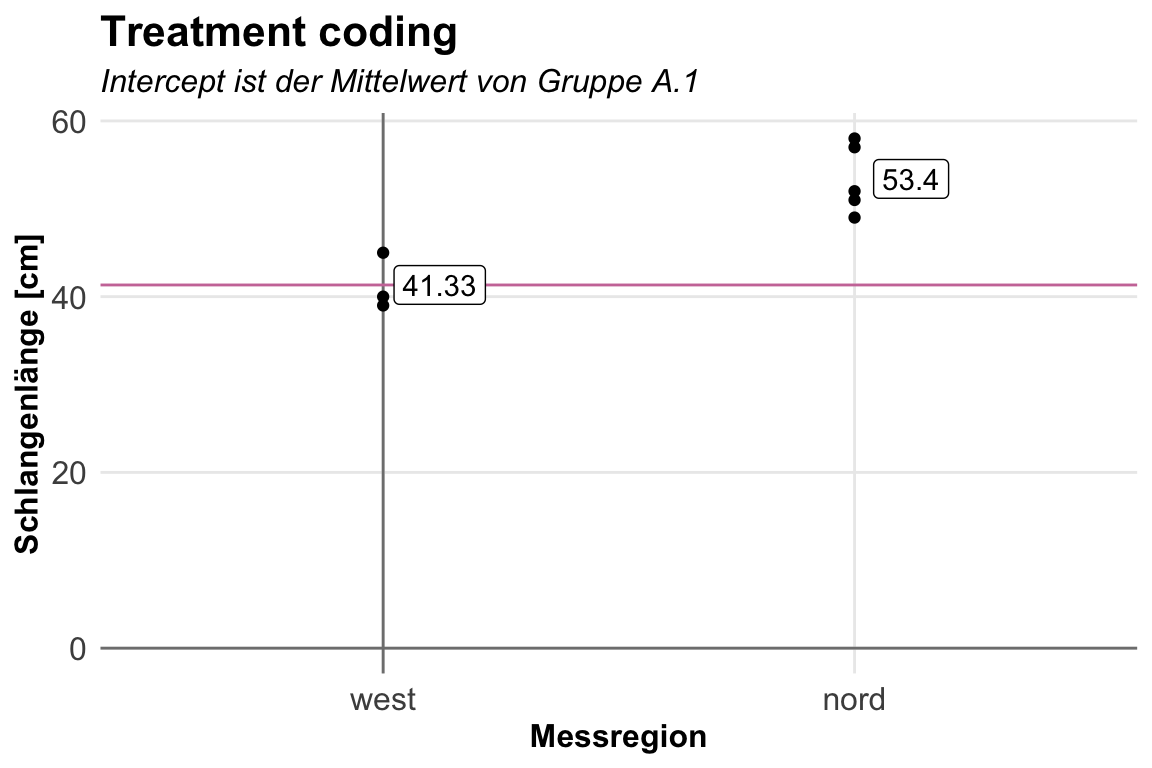 Treatment coding
Intercept ist der Mittelwert von Gruppe A.1
Schlangenlänge [cm]
60
40
20
0
53.4
41.33
west
nord
Messregion